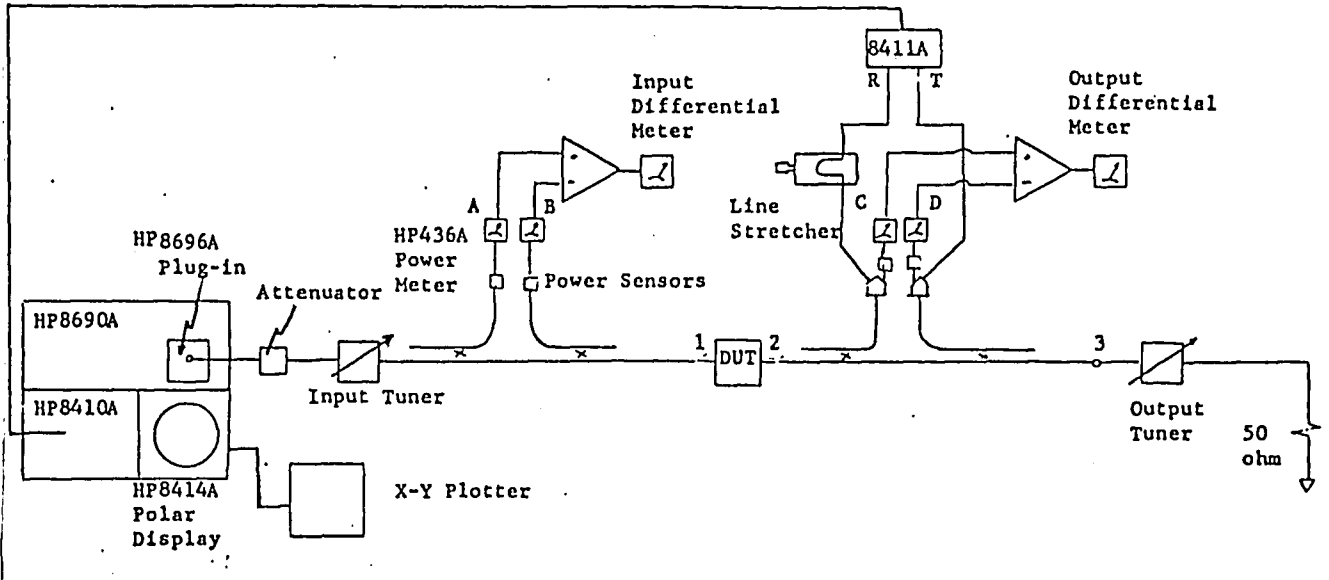 8411A
R T
Input
Differential
Meter
Output
Differential
Meter
+
-
+
-
A B
C D
Line
Stretcher
HP8696A
Plug-in
HP436A
Power
Meter
Power Sensors
Attenuator
HP8690A
1
DUT
2
3
Input Tuner
Output
Tuner
50
ohm
HP8410A
HP8414A
Polar
Display
X-Y Plotter